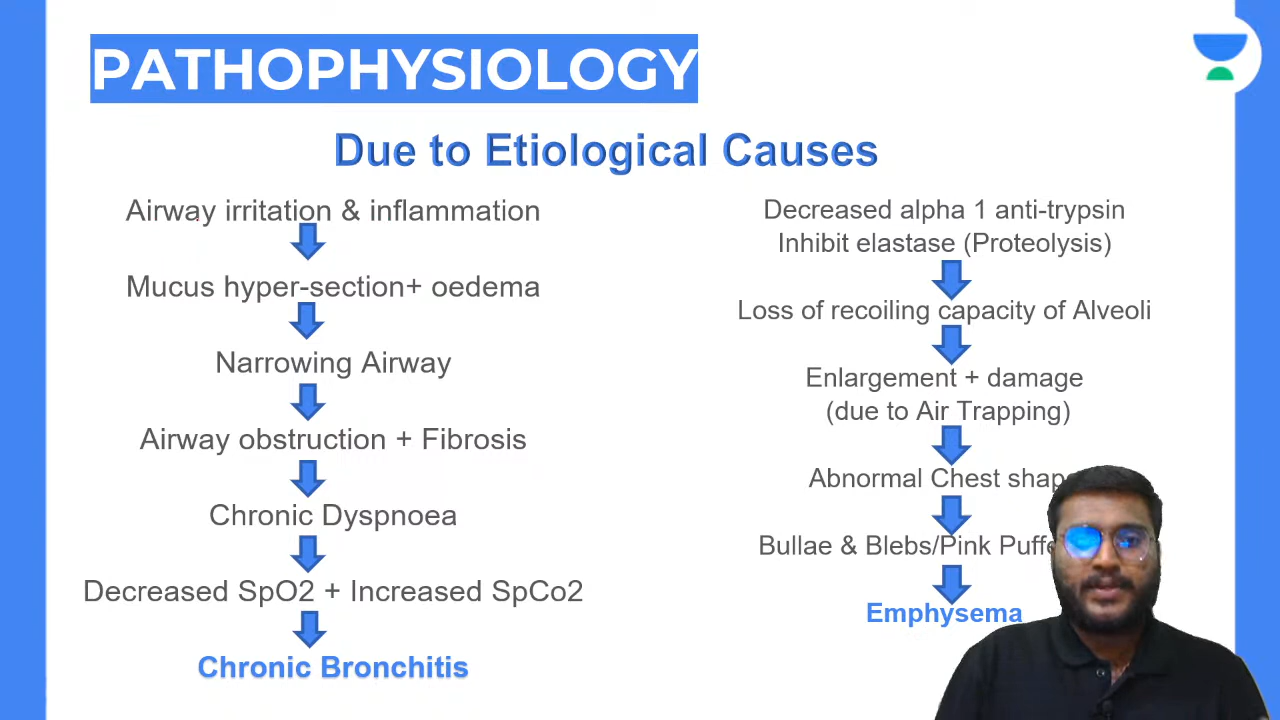 PATHOPHYSIOLOGY
Due to Etiological Causes
Airway irritation & inflammation
Mucus hyper-section+ oedema
Narrowing Airway
Airway obstruction + Fibrosis
Chronic Dyspnoea
Decreased SpO2 + Increased SpCo2
Chronic Bronchitis
Decreased alpha 1 anti-trypsin
Inhibit elastase (Proteolysis)
Loss of recoiling capacity of Alveoli
Enlargement + damage
(due to Air Trapping)
Abnormal Chest
Bullae & Blebs/Pink
Emphysema